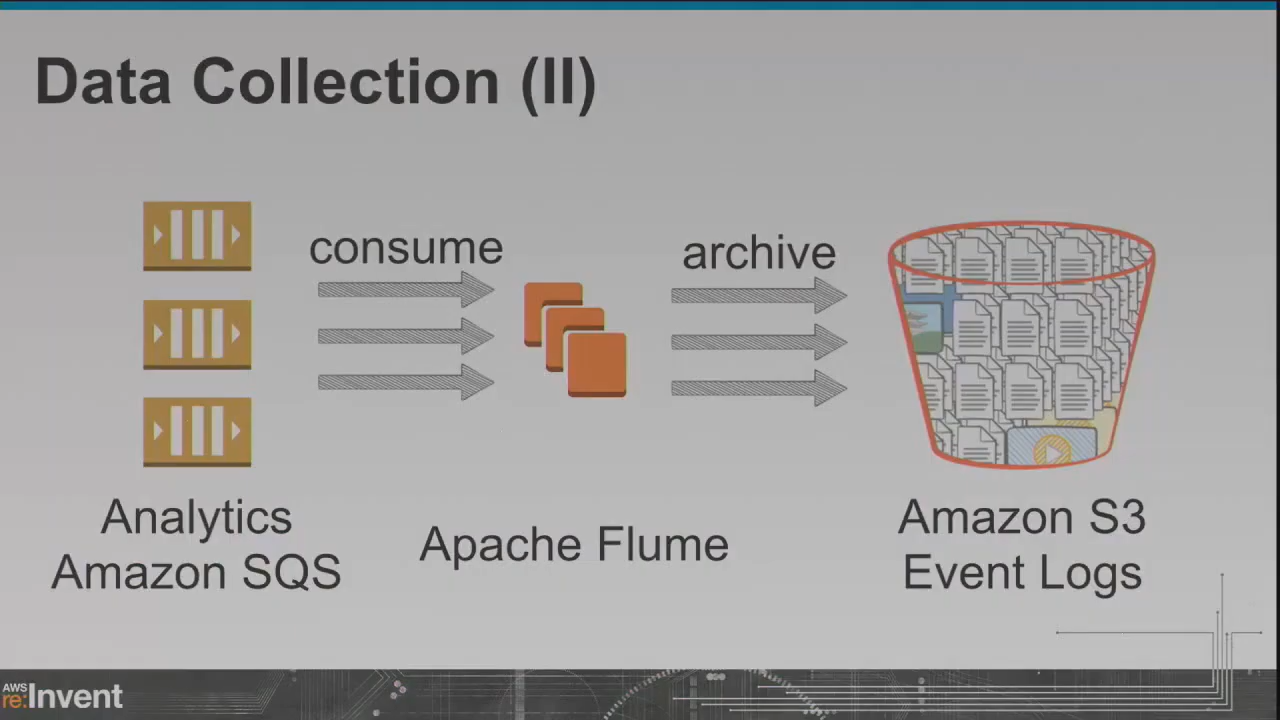 Data Collection (II)
consume
archive
Analytics
Amazon SQS
Apache Flume
Amazon S3
Event Logs
AWS
re:Invent